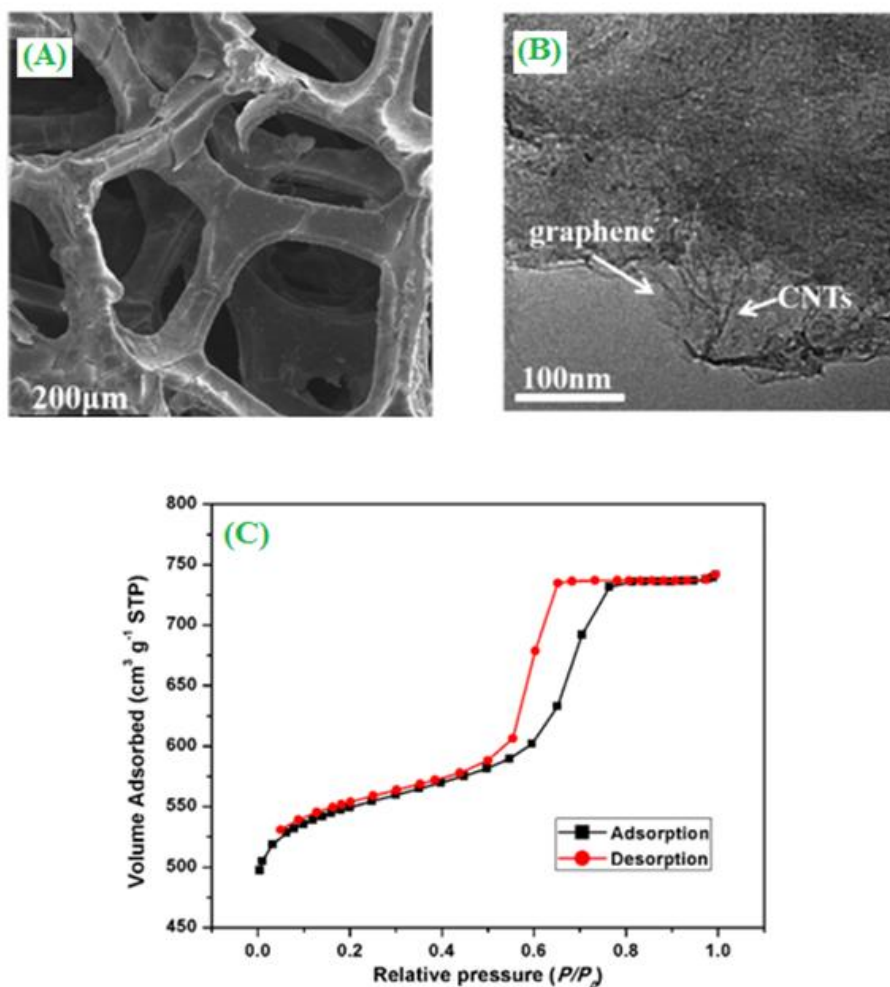 (A)
200μm
(B)
graphene
CNTs
100nm
(C)
Volume Adsorbed (cm³ g⁻¹ STP)
800
750
700
650
600
550
500
450
Adsorption
Desorption
0.0 0.2 0.4 0.6 0.8 1.0
Relative pressure (P/Pₒ)